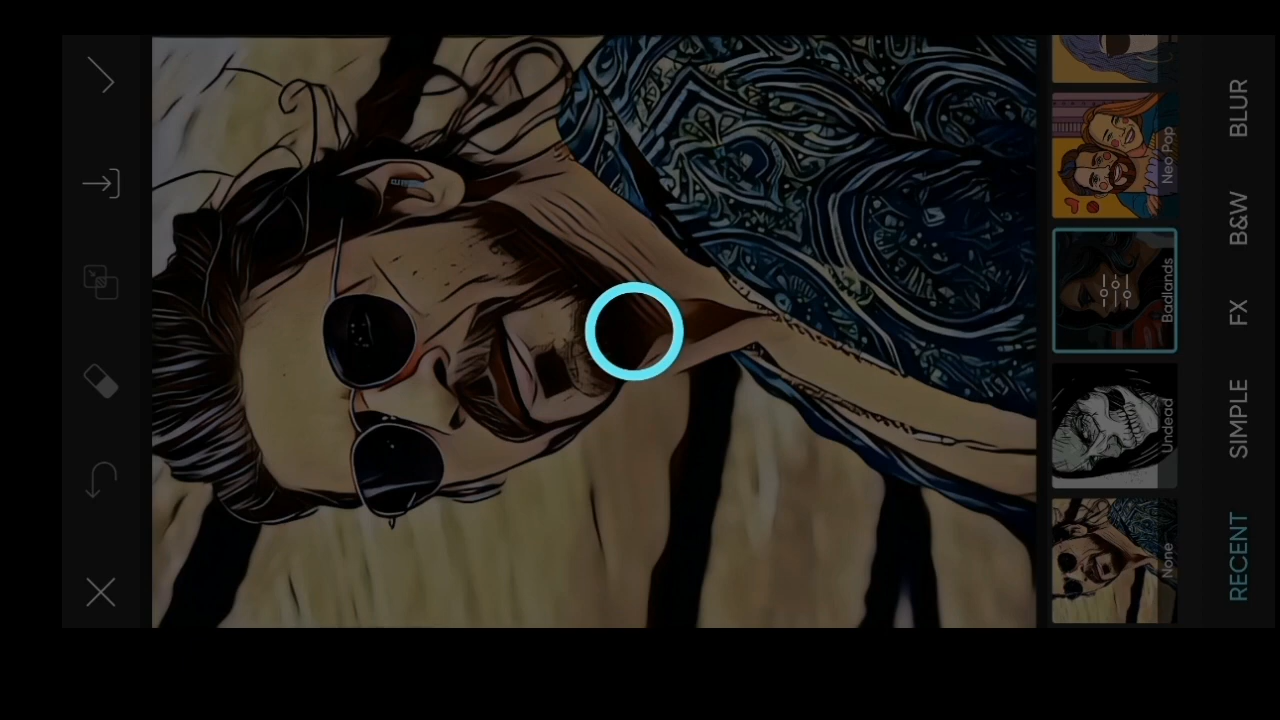 None
Undead
Badlands
Neo Pop
RECENT
SIMPLE
FX
B&W
BLUR